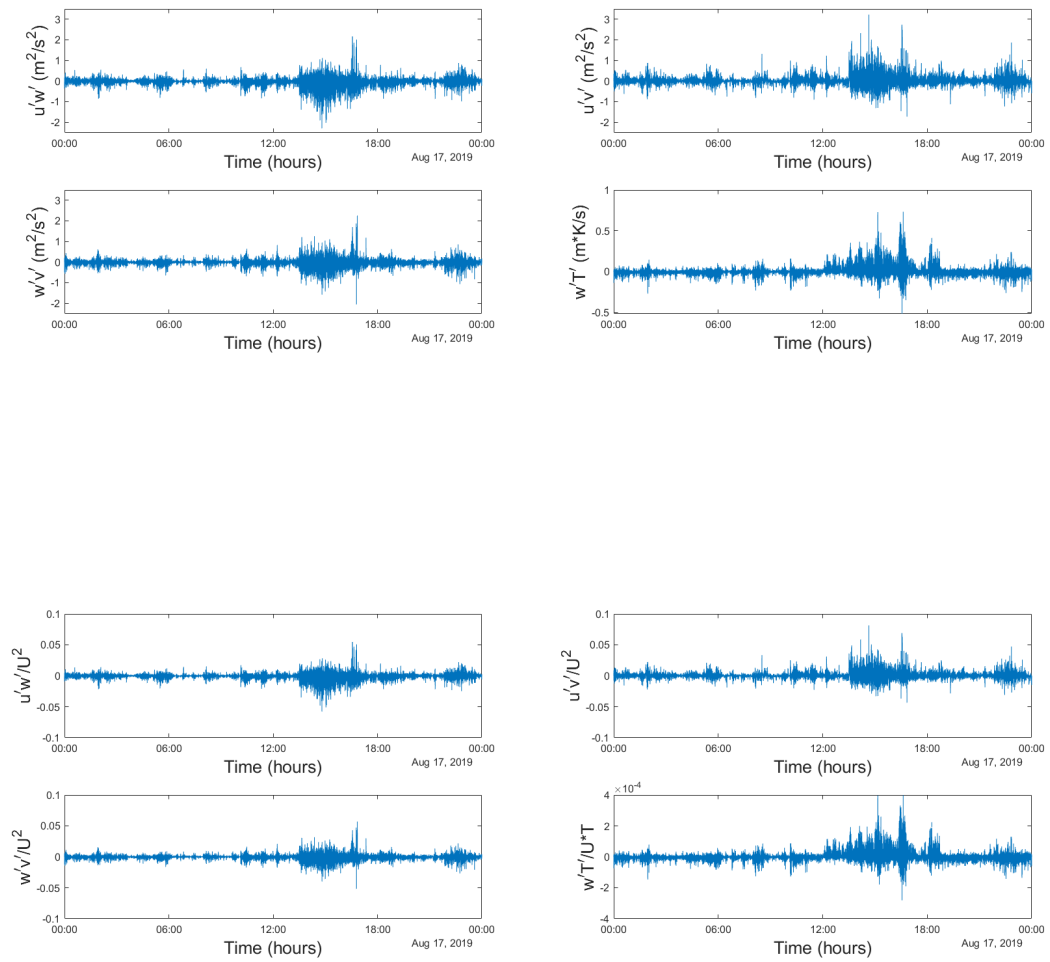 u'w' (m²/s²)
3
2
1
0
-1
-2
00:00 06:00 12:00 18:00 00:00
Time (hours)
Aug 17, 2019
u'v' (m²/s²)
3
2
1
0
-1
-2
00:00 06:00 12:00 18:00 00:00
Time (hours)
Aug 17, 2019
w'v' (m²/s²)
3
2
1
0
-1
-2
00:00 06:00 12:00 18:00 00:00
Time (hours)
Aug 17, 2019
w'T' (m*K/s)
1
0.5
0
-0.5
00:00 06:00 12:00 18:00 00:00
Time (hours)
Aug 17, 2019
u'w'/U²
0.1
0.05
0
-0.05
-0.1
00:00 06:00 12:00 18:00 00:00
Time (hours)
Aug 17, 2019
u'v'/U²
0.1
0.05
0
-0.05
-0.1
00:00 06:00 12:00 18:00 00:00
Time (hours)
Aug 17, 2019
w'v'/U²
0.1
0.05
0
-0.05
-0.1
00:00 06:00 12:00 18:00 00:00
Time (hours)
Aug 17, 2019
w'T'/U*T
×10⁻⁴
4
2
0
-2
-4
00:00 06:00 12:00 18:00 00:00
Time (hours)
Aug 17, 2019